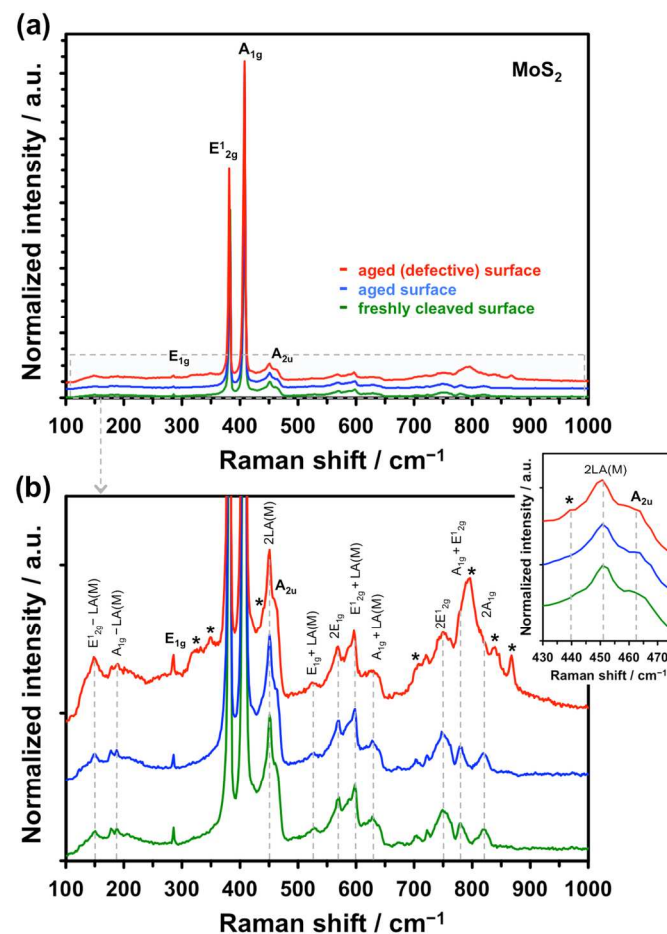 (a)
A1g
MoS2
E12g
aged (defective) surface
aged surface
freshly cleaved surface
E1g
A2u
Normalized intensity / a.u.
100 200 300 400 500 600 700 800 900 1000
Raman shift / cm−1
(b)
E12g – LA(M)
A1g – LA(M)
E1g
*
*
*
2LA(M)
A2u
E1g + LA(M)
2E1g
E12g + LA(M)
A1g + LA(M)
*
2E12g
A1g + E12g
*
2A1g
*
*
Normalized intensity / a.u.
100 200 300 400 500 600 700 800 900 1000
Raman shift / cm−1
2LA(M)
*
A2u
Normalized intensity / a.u.
430 440 450 460 470
Raman shift / cm−1